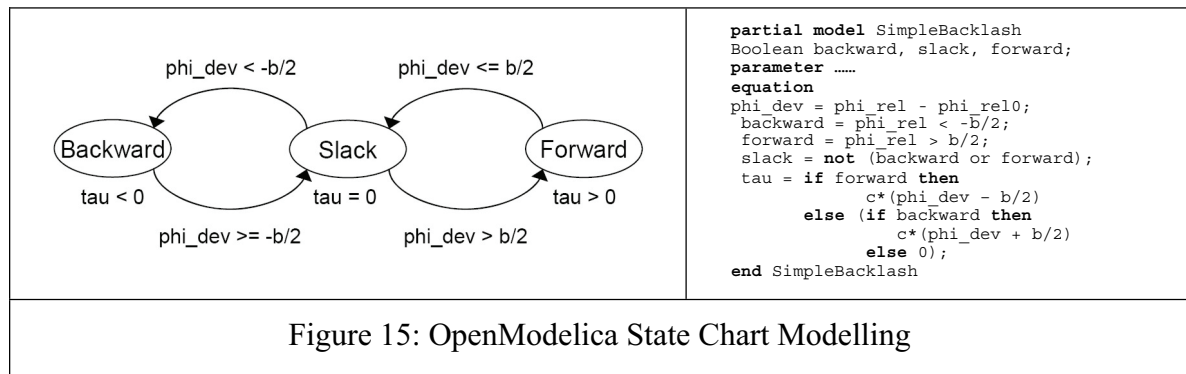 phi_dev < -b/2
phi_dev <= b/2
Backward
Slack
Forward
tau < 0
tau = 0
tau > 0
phi_dev >= -b/2
phi_dev > b/2
partial model SimpleBacklash
Boolean backward, slack, forward;
parameter ……
equation
phi_dev = phi_rel - phi_rel0;
backward = phi_rel < -b/2;
forward = phi_rel > b/2;
slack = not (backward or forward);
tau = if forward then
c*(phi_dev – b/2)
else (if backward then
c*(phi_dev + b/2)
else 0);
end SimpleBacklash
Figure 15: OpenModelica State Chart Modelling